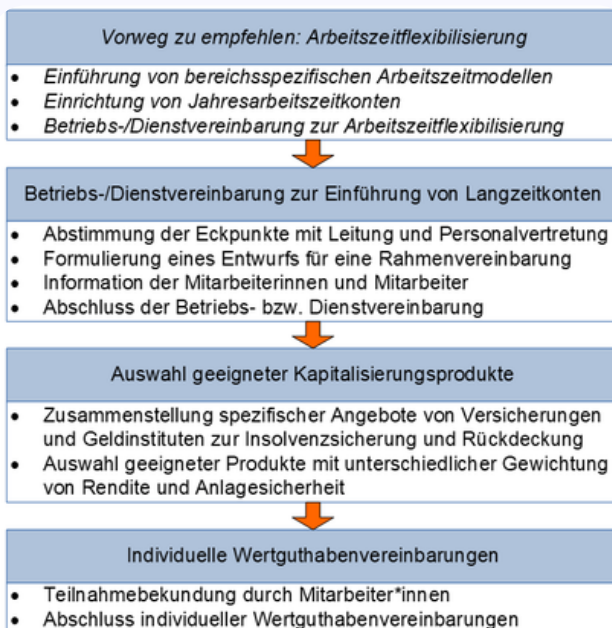 Vorweg zu empfehlen: Arbeitszeitflexibilisierung
• Einführung von bereichsspezifischen Arbeitszeitmodellen
• Einrichtung von Jahresarbeitszeitkonten
• Betriebs-/Dienstvereinbarung zur Arbeitszeitflexibilisierung
Betriebs-/Dienstvereinbarung zur Einführung von Langzeitkonten
• Abstimmung der Eckpunkte mit Leitung und Personalvertretung
• Formulierung eines Entwurfs für eine Rahmenvereinbarung
• Information der Mitarbeiterinnen und Mitarbeiter
• Abschluss der Betriebs- bzw. Dienstvereinbarung
Auswahl geeigneter Kapitalisierungsprodukte
• Zusammenstellung spezifischer Angebote von Versicherungen
und Geldinstituten zur Insolvenzsicherung und Rückdeckung
• Auswahl geeigneter Produkte mit unterschiedlicher Gewichtung
von Rendite und Anlagesicherheit
Individuelle Wertguthabenvereinbarungen
• Teilnahmebekundung durch Mitarbeiter*innen
• Abschluss individueller Wertguthabenvereinbarungen